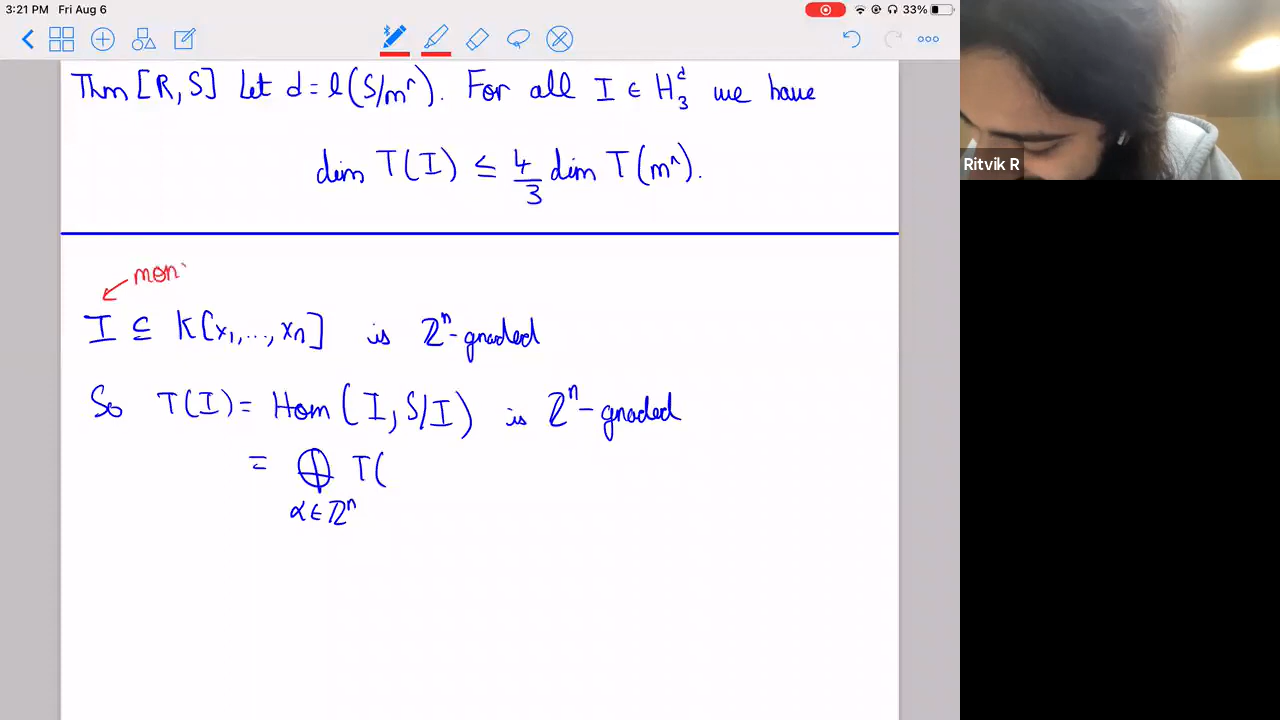 3:21 PM Fri Aug 6
33%
Thm [R, S] Let d = l(S/m^r). For all I ∈ H_3^d we have
dim T(I) ≤ 4/3 dim T(m^r).
Ritvik R
mon
I ⊆ K[x_1, ..., x_n] is ℤ^n-graded
So T(I) = Hom(I, S/I) is ℤ^n-graded
= ⊕ T(
α ∈ ℤ^n